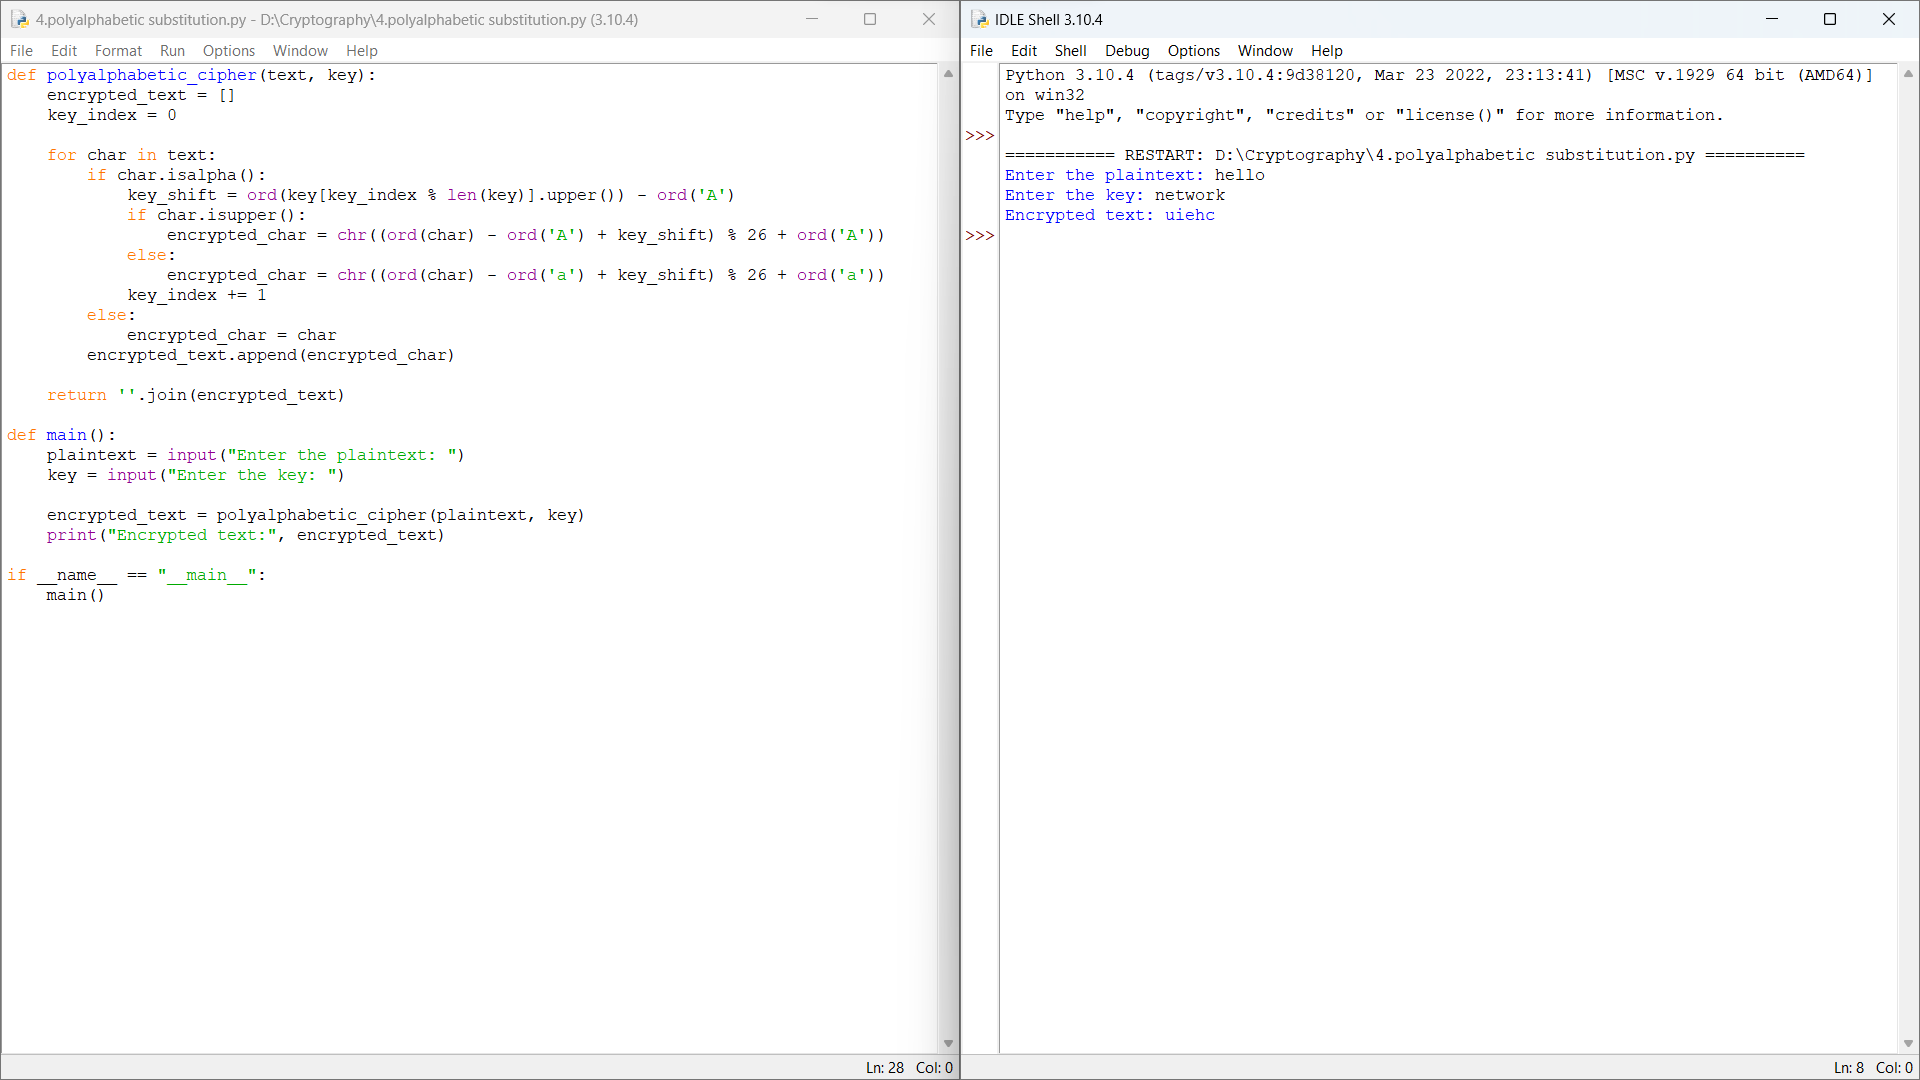 4.polyalphabetic substitution.py - D:\Cryptography\4.polyalphabetic substitution.py (3.10.4)
File Edit Format Run Options Window Help
def polyalphabetic_cipher(text, key):
    encrypted_text = []
    key_index = 0

    for char in text:
        if char.isalpha():
            key_shift = ord(key[key_index % len(key)].upper()) - ord('A')
            if char.isupper():
                encrypted_char = chr((ord(char) - ord('A') + key_shift) % 26 + ord('A'))
            else:
                encrypted_char = chr((ord(char) - ord('a') + key_shift) % 26 + ord('a'))
            key_index += 1
        else:
            encrypted_char = char
        encrypted_text.append(encrypted_char)

    return ''.join(encrypted_text)

def main():
    plaintext = input("Enter the plaintext: ")
    key = input("Enter the key: ")

    encrypted_text = polyalphabetic_cipher(plaintext, key)
    print("Encrypted text:", encrypted_text)

if __name__ == "__main__":
    main()
Ln: 28 Col: 0
IDLE Shell 3.10.4
File Edit Shell Debug Options Window Help
Python 3.10.4 (tags/v3.10.4:9d38120, Mar 23 2022, 23:13:41) [MSC v.1929 64 bit (AMD64)]
on win32
Type "help", "copyright", "credits" or "license()" for more information.
>>>
=========== RESTART: D:\Cryptography\4.polyalphabetic substitution.py ==========
Enter the plaintext: hello
Enter the key: network
Encrypted text: uiehc
>>>
Ln: 8 Col: 0